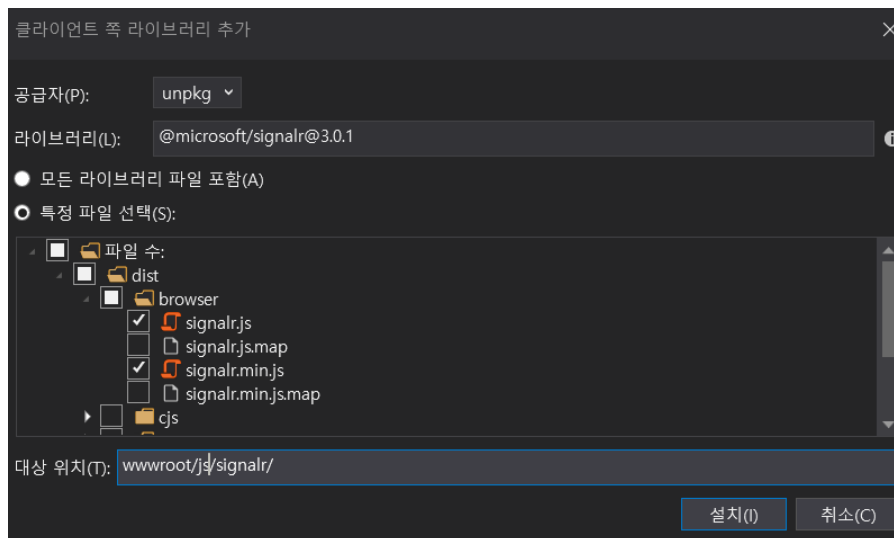 클라이언트 쪽 라이브러리 추가
공급자(P): unpkg
라이브러리(L): @microsoft/signalr@3.0.1
모든 라이브러리 파일 포함(A)
특정 파일 선택(S):
파일 수:
dist
browser
signalr.js
signalr.js.map
signalr.min.js
signalr.min.js.map
cjs
대상 위치(T): wwwroot/js/signalr/
설치(I) 취소(C)